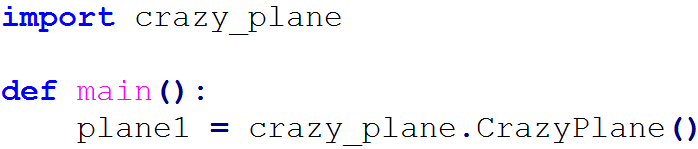 import crazy_plane
def main():
    plane1 = crazy_plane.CrazyPlane()